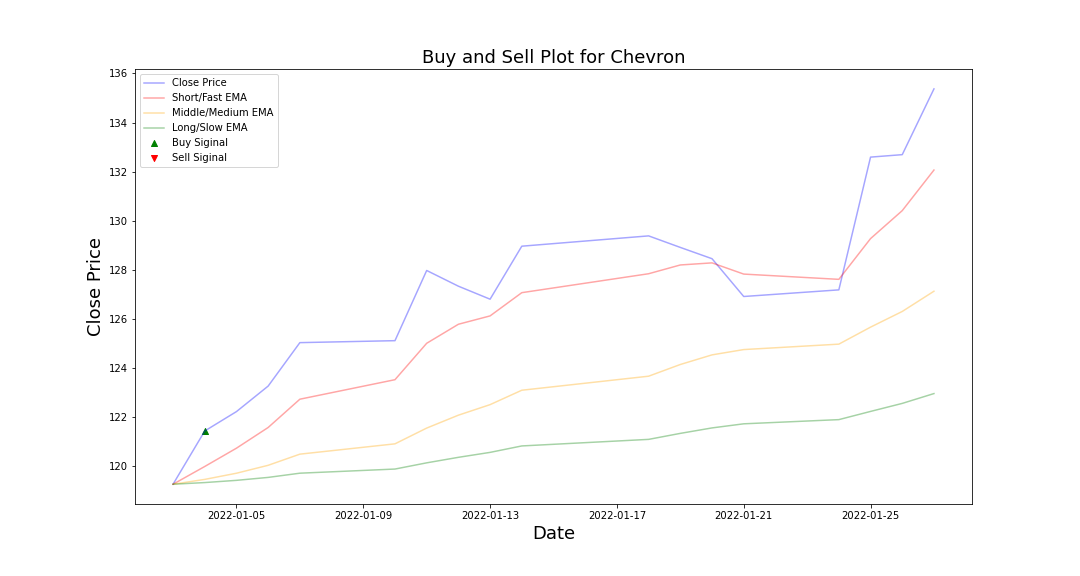 Buy and Sell Plot for Chevron
Close Price
Short/Fast EMA
Middle/Medium EMA
Long/Slow EMA
Buy Siginal
Sell Siginal
Close Price
136
134
132
130
128
126
124
122
120
2022-01-05 2022-01-09 2022-01-13 2022-01-17 2022-01-21 2022-01-25
Date